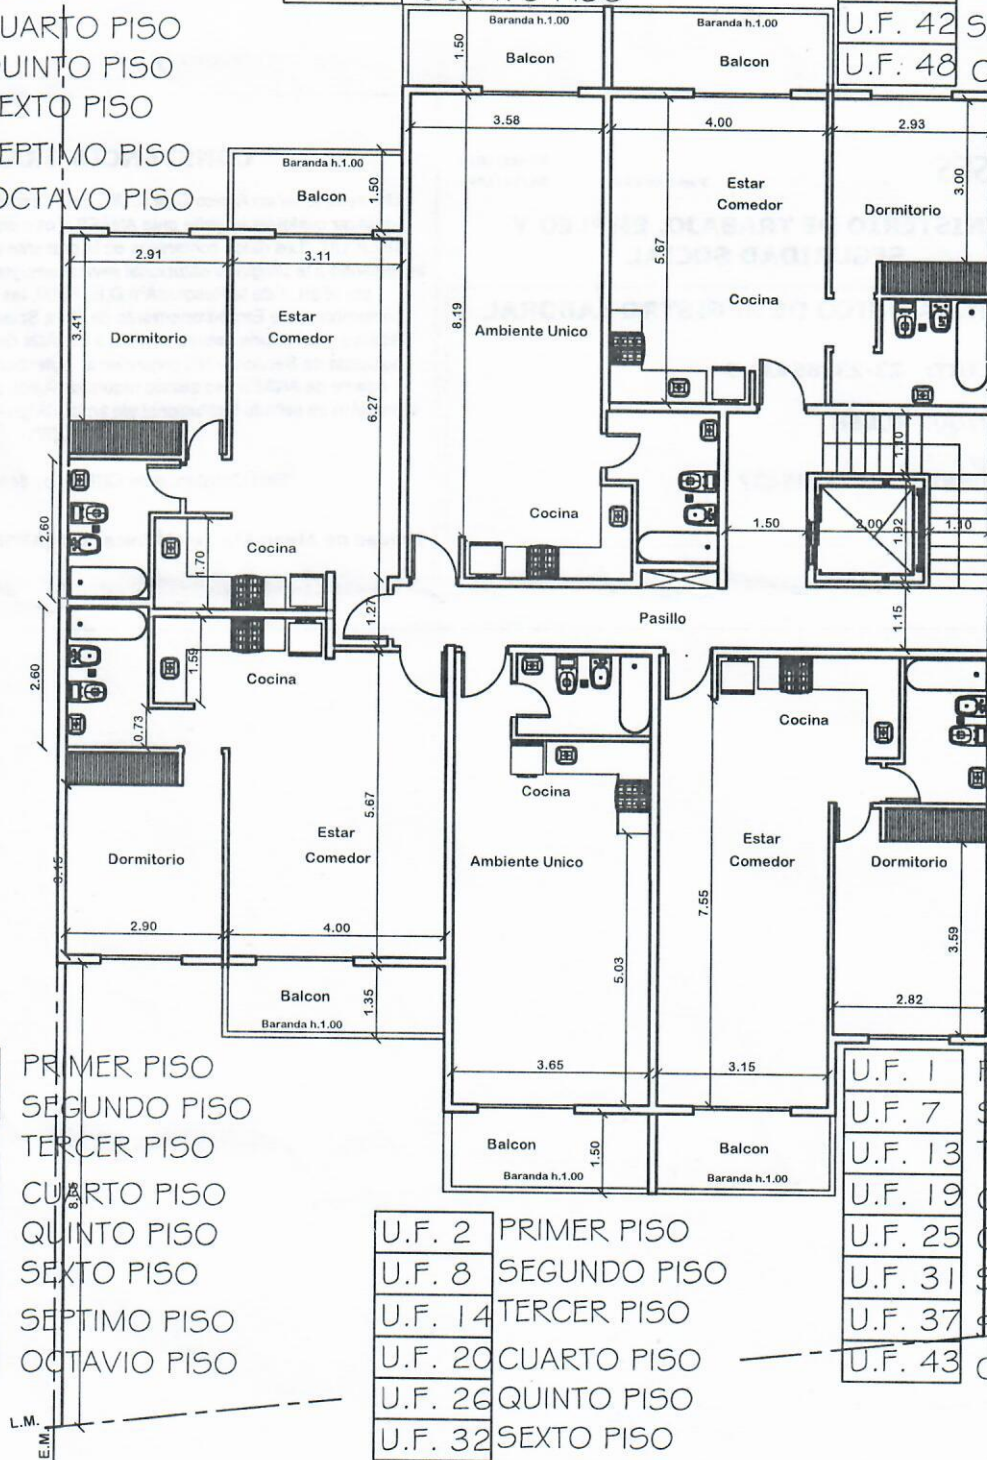 CUARTO PISO
QUINTO PISO
SEXTO PISO
SEPTIMO PISO
OCTAVO PISO
U.F. 42 S
U.F. 48
Baranda h.1.00
Balcon
1.50
Baranda h.1.00
Balcon
3.58
4.00
2.93
3.00
Baranda h.1.00
Balcon
1.50
2.91
3.11
3.41
Dormitorio
Estar
Comedor
6.27
8.19
Ambiente Unico
5.67
Estar
Comedor
Cocina
Dormitorio
1.10
2.60
1.70
Cocina
Cocina
1.50
2.00
1.92
1.10
1.27
Pasillo
1.15
2.60
1.59
Cocina
0.73
Cocina
Cocina
5.67
Dormitorio
Estar
Comedor
Ambiente Unico
Estar
Comedor
Dormitorio
7.55
3.59
5.03
2.90
4.00
2.82
Balcon
Baranda h.1.00
1.35
3.65
3.15
Balcon
Baranda h.1.00
1.50
Balcon
Baranda h.1.00
PRIMER PISO
SEGUNDO PISO
TERCER PISO
CUARTO PISO
QUINTO PISO
SEXTO PISO
SEPTIMO PISO
OCTAVIO PISO
U.F. 2 PRIMER PISO
U.F. 8 SEGUNDO PISO
U.F. 14 TERCER PISO
U.F. 20 CUARTO PISO
U.F. 26 QUINTO PISO
U.F. 32 SEXTO PISO
U.F. 1
U.F. 7
U.F. 13
U.F. 19
U.F. 25
U.F. 31
U.F. 37
U.F. 43
L.M.
E.M.